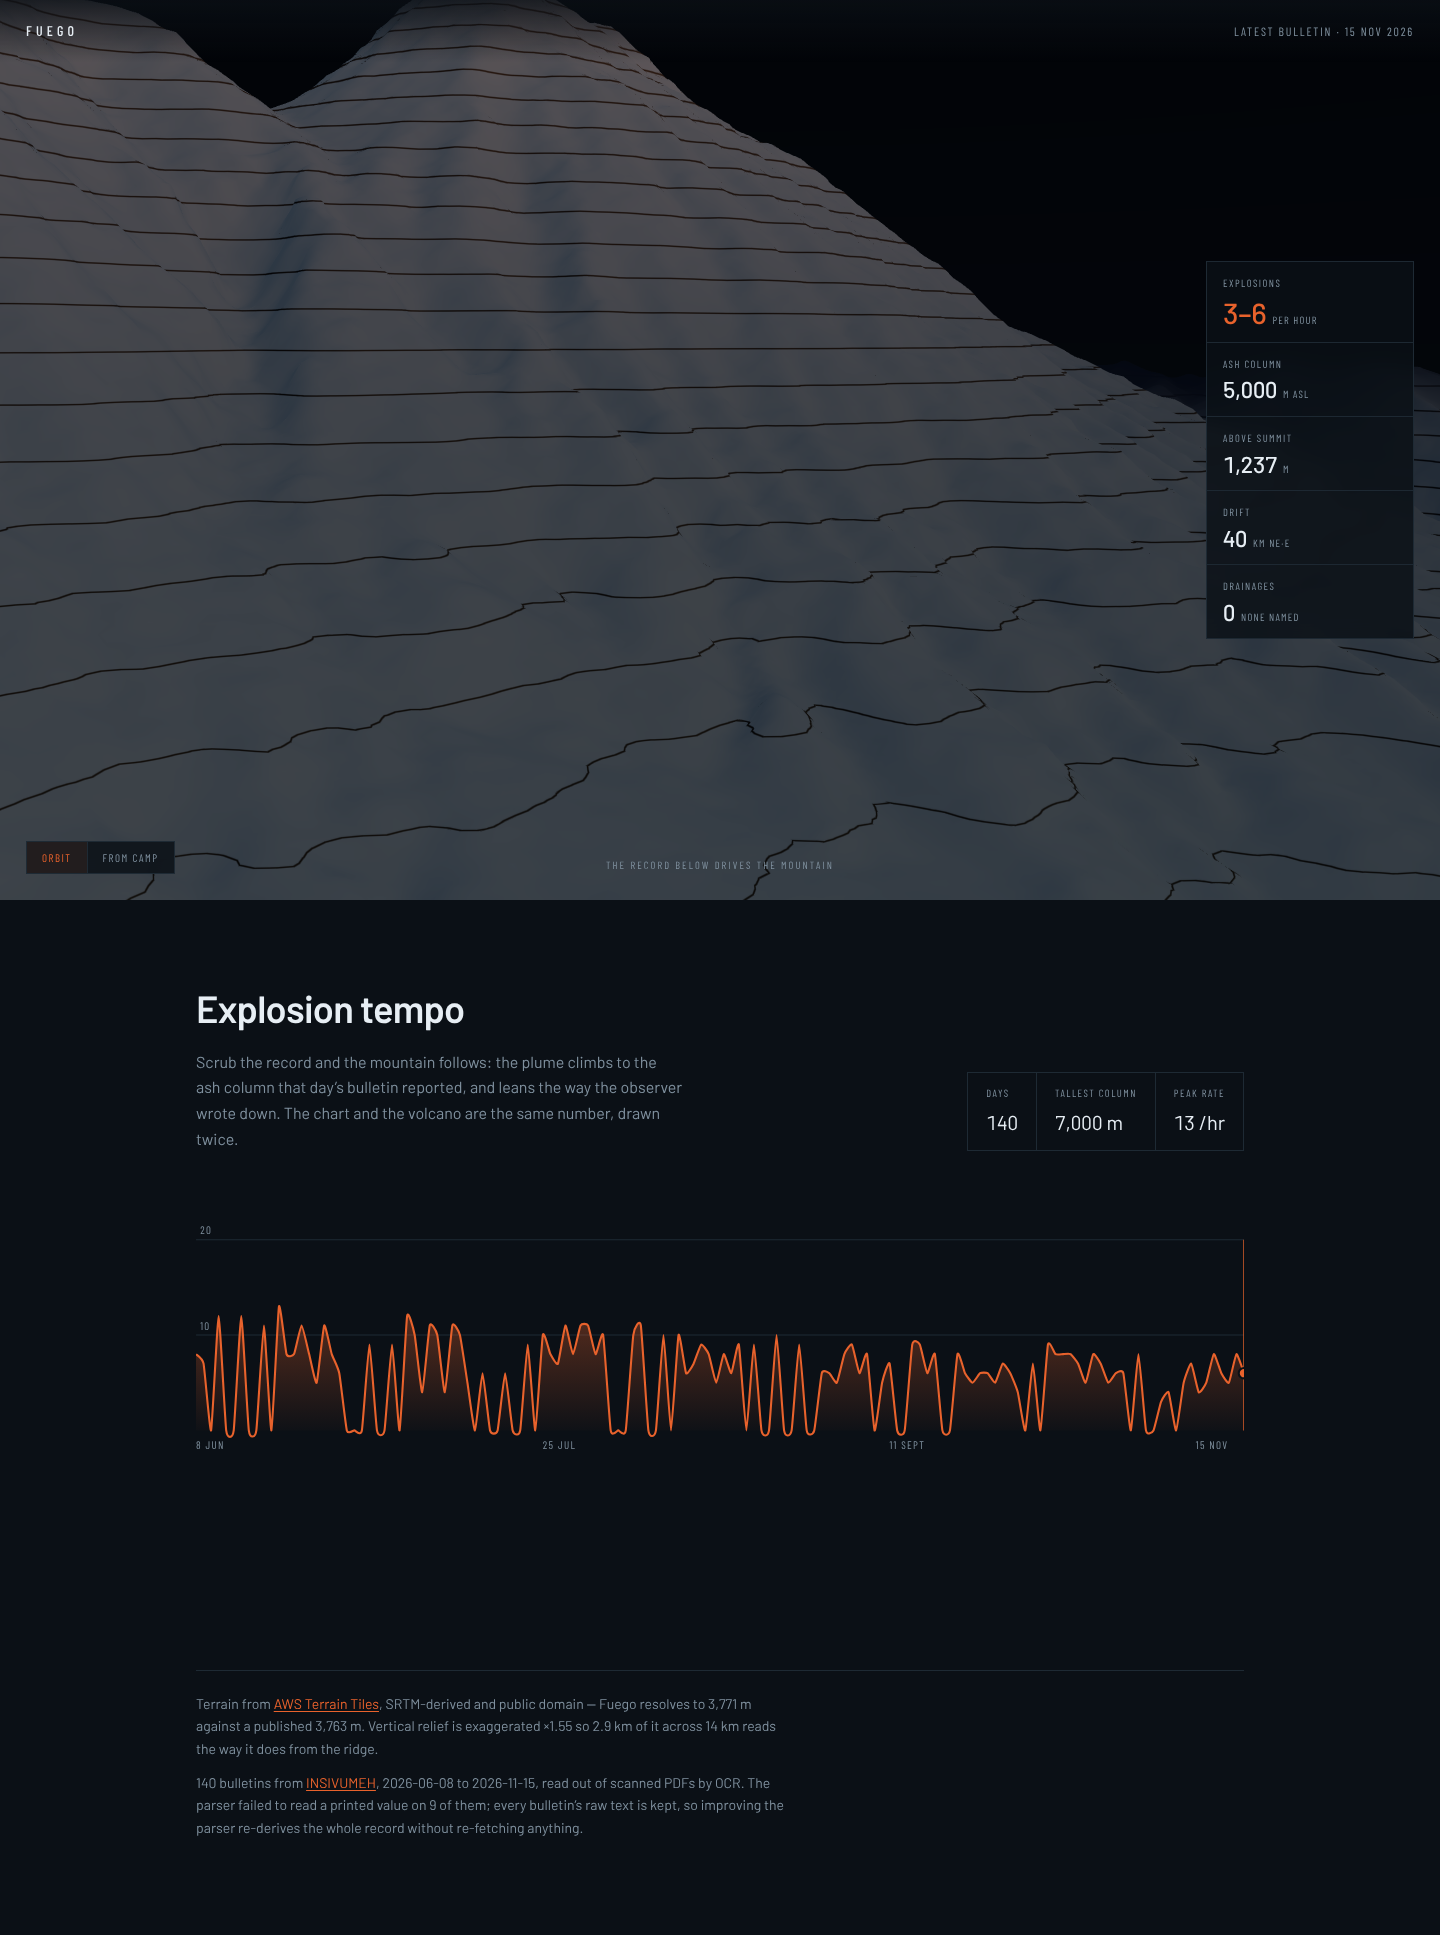 FUEGO
LATEST BULLETIN · 15 NOV 2026
EXPLOSIONS
3–6 PER HOUR
ASH COLUMN
5,000 M ASL
ABOVE SUMMIT
1,237 M
DRIFT
40 KM NE-E
DRAINAGES
0 NONE NAMED
ORBIT
FROM CAMP
THE RECORD BELOW DRIVES THE MOUNTAIN
Explosion tempo
Scrub the record and the mountain follows: the plume climbs to the
ash column that day’s bulletin reported, and leans the way the observer
wrote down. The chart and the volcano are the same number, drawn
twice.
DAYS
140
TALLEST COLUMN
7,000 m
PEAK RATE
13 /hr
20
10
8 JUN
25 JUL
11 SEPT
15 NOV
Terrain from AWS Terrain Tiles, SRTM-derived and public domain — Fuego resolves to 3,771 m
against a published 3,763 m. Vertical relief is exaggerated ×1.55 so 2.9 km of it across 14 km reads
the way it does from the ridge.
140 bulletins from INSIVUMEH, 2026-06-08 to 2026-11-15, read out of scanned PDFs by OCR. The
parser failed to read a printed value on 9 of them; every bulletin’s raw text is kept, so improving the
parser re-derives the whole record without re-fetching anything.